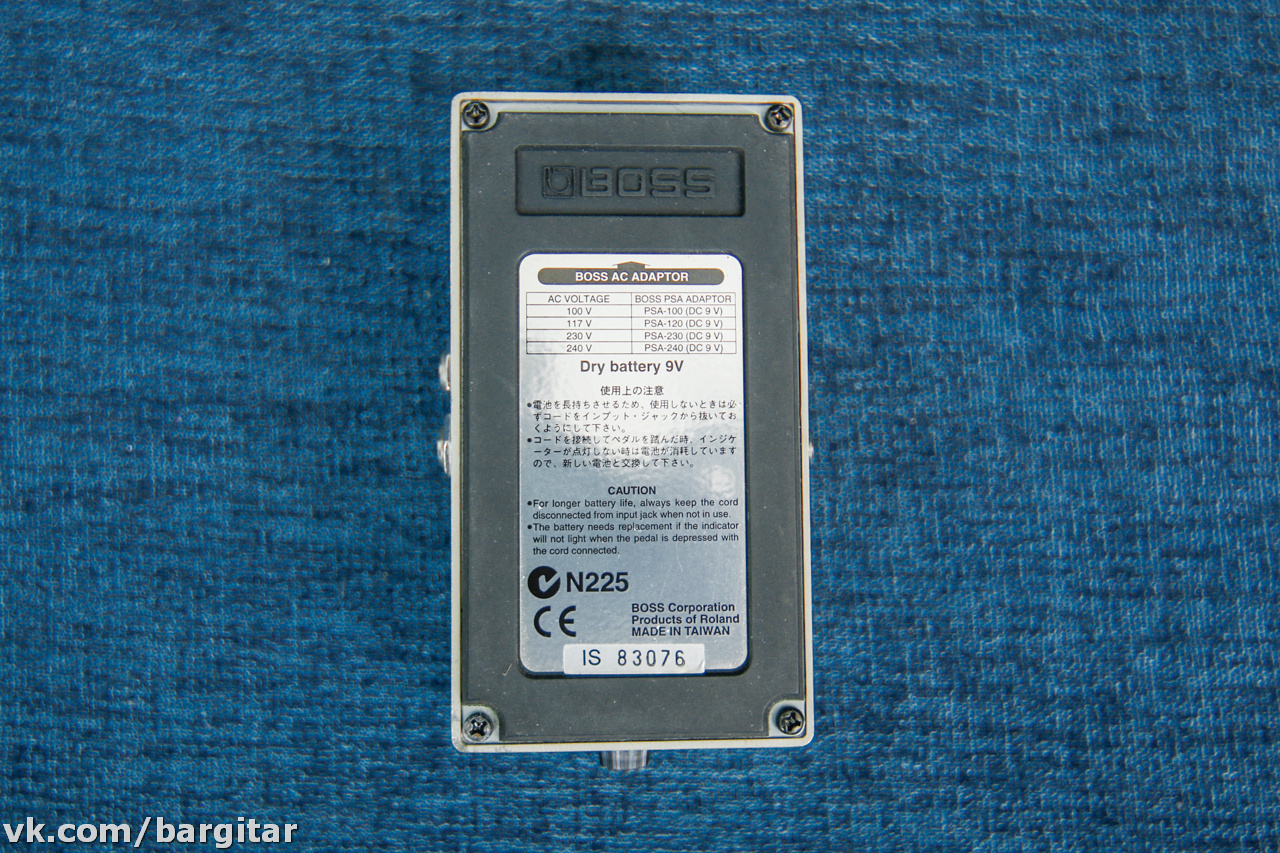 BOSS
BOSS AC ADAPTOR
AC VOLTAGE BOSS PSA ADAPTOR
100 V PSA-100 (DC 9 V)
117 V PSA-120 (DC 9 V)
230 V PSA-230 (DC 9 V)
240 V PSA-240 (DC 9 V)
Dry battery 9V
使用上の注意
●電池を長持ちさせるため、使用しないときは必
ずコードをインプット・ジャックから抜いてお
くようにして下さい。
●コードを接続してペダルを踏んだ時、インジケ
ーターが点灯しない時は電池が消耗しています
ので、新しい電池と交換して下さい。
CAUTION
●For longer battery life, always keep the cord
disconnected from input jack when not in use.
●The battery needs replacement if the indicator
will not light when the pedal is depressed with
the cord connected.
N225
CE
BOSS Corporation
Products of Roland
MADE IN TAIWAN
IS 83076
vk.com/bargitar